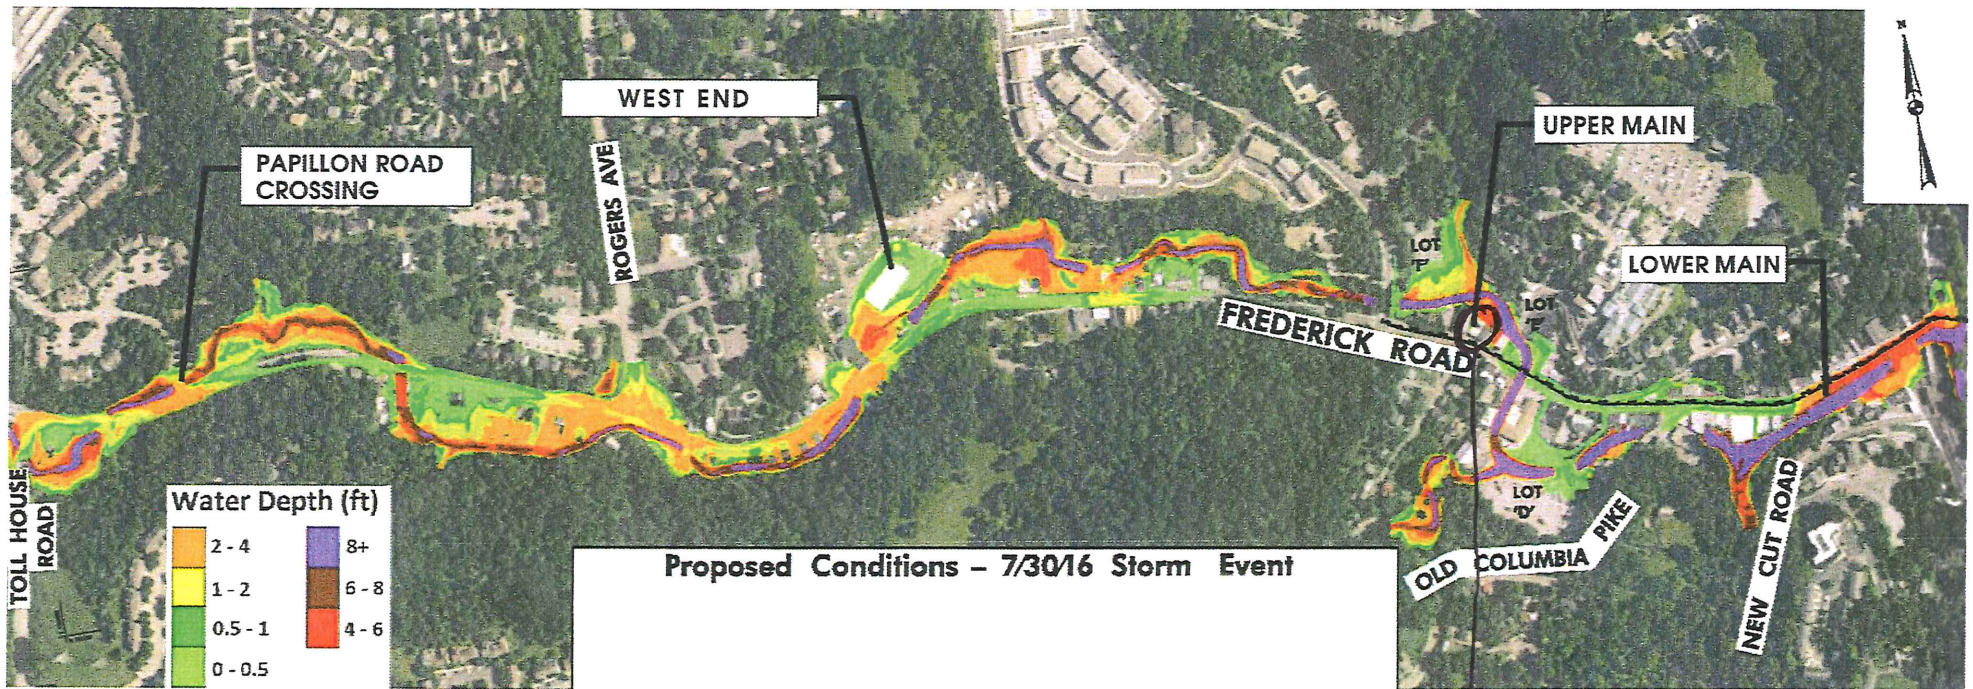 N
WEST END
UPPER MAIN
PAPILLON ROAD
CROSSING
ROGERS AVE
LOT
LOWER MAIN
LOT
FREDERICK ROAD
TOLL HOUSE
ROAD
Water Depth (ft)
2 - 4
8+
1 - 2
6 - 8
0.5 - 1
4 - 6
0 - 0.5
LOT
'D'
OLD COLUMBIA PIKE
NEW CUT ROAD
Proposed Conditions – 7/30/16 Storm Event